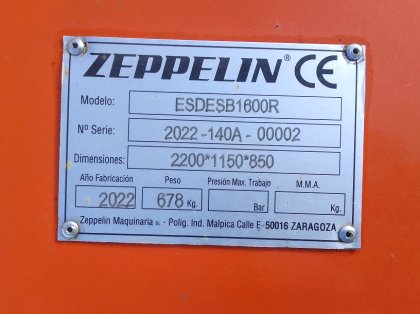 ZEPPELIN® CE
Modelo: ESDESB1600R
Nº Serie: 2022-140A-00002
Dimensiones: 2200*1150*850
Año Fabricación Peso Presión Max. Trabajo M.M.A.
2022 678 Kg. Bar Kg.
Zeppelin Maquinaria s. - Polig. Ind. Malpica Calle E - 50016 ZARAGOZA